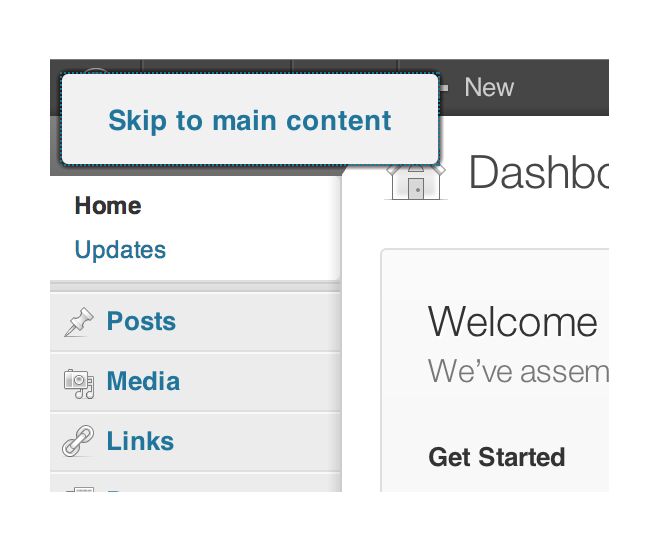 New
Skip to main content
Dashbo
Home
Updates
Posts
Media
Links
Welcome
We've assem
Get Started